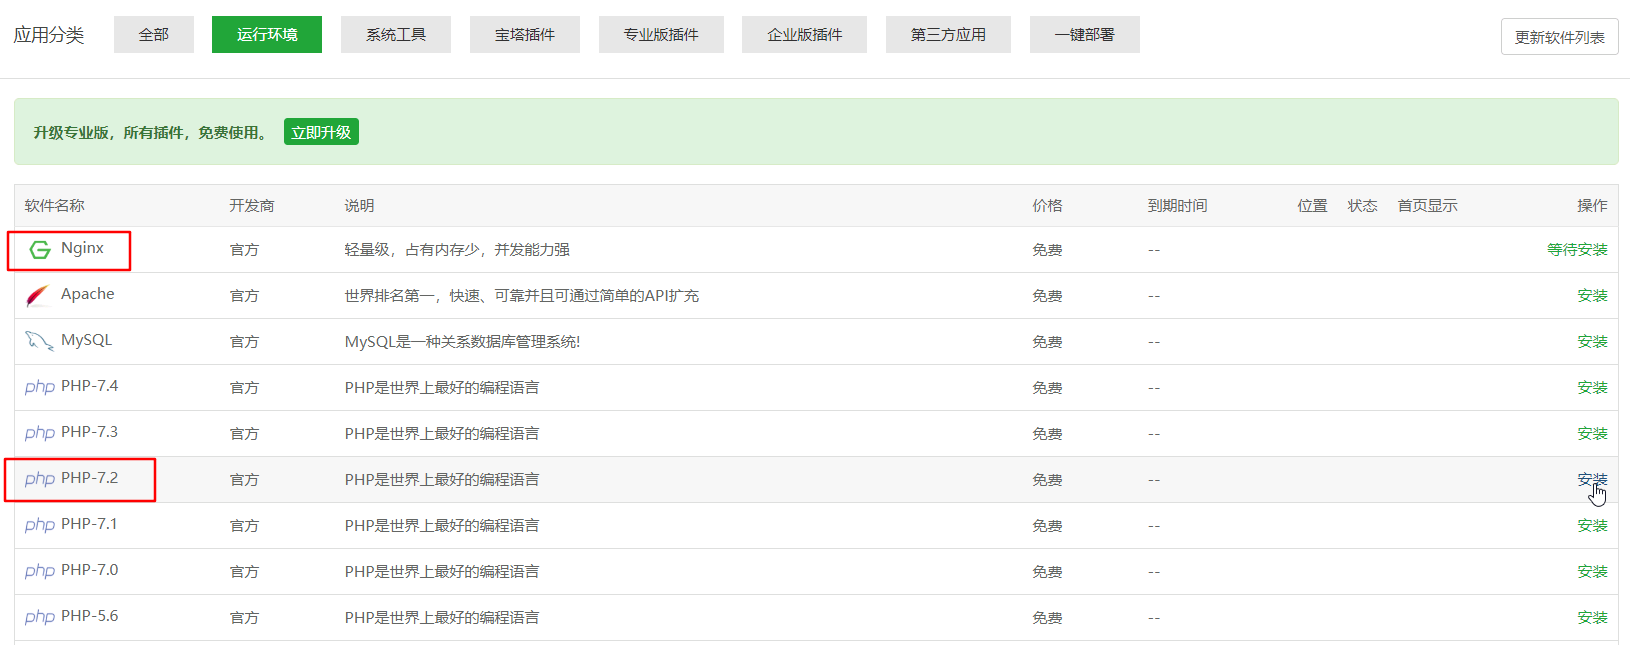 应用分类 全部 运行环境 系统工具 宝塔插件 专业版插件 企业版插件 第三方应用 一键部署 更新软件列表
升级专业版，所有插件，免费使用。 立即升级
软件名称 开发商 说明 价格 到期时间 位置 状态 首页显示 操作
Nginx 官方 轻量级，占有内存少，并发能力强 免费 -- 等待安装
Apache 官方 世界排名第一，快速、可靠并且可通过简单的API扩充 免费 -- 安装
MySQL 官方 MySQL是一种关系数据库管理系统! 免费 -- 安装
php PHP-7.4 官方 PHP是世界上最好的编程语言 免费 -- 安装
php PHP-7.3 官方 PHP是世界上最好的编程语言 免费 -- 安装
php PHP-7.2 官方 PHP是世界上最好的编程语言 免费 -- 安装
php PHP-7.1 官方 PHP是世界上最好的编程语言 免费 -- 安装
php PHP-7.0 官方 PHP是世界上最好的编程语言 免费 -- 安装
php PHP-5.6 官方 PHP是世界上最好的编程语言 免费 -- 安装